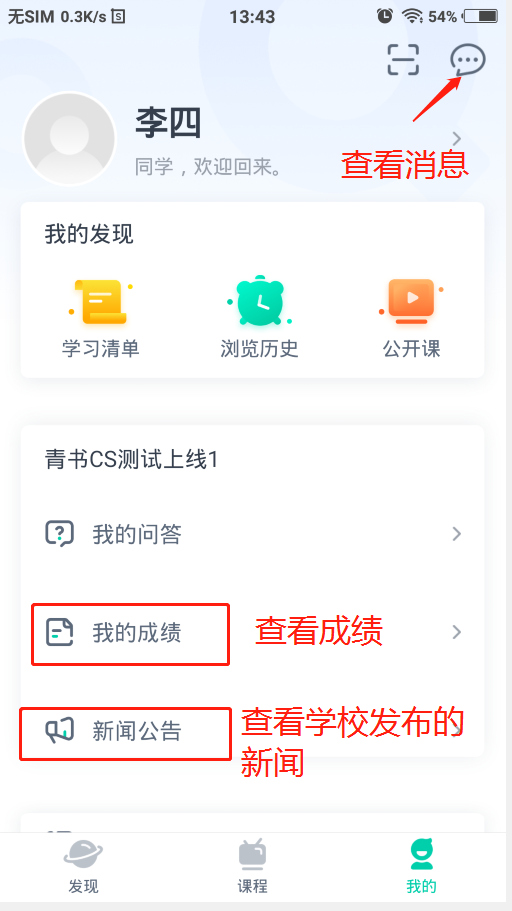 无SIM 0.3K/s 13:43 54%
李四
同学，欢迎回来。
查看消息
我的发现
学习清单 浏览历史 公开课
青书CS测试上线1
我的问答
我的成绩 查看成绩
新闻公告 查看学校发布的
新闻
发现 课程 我的